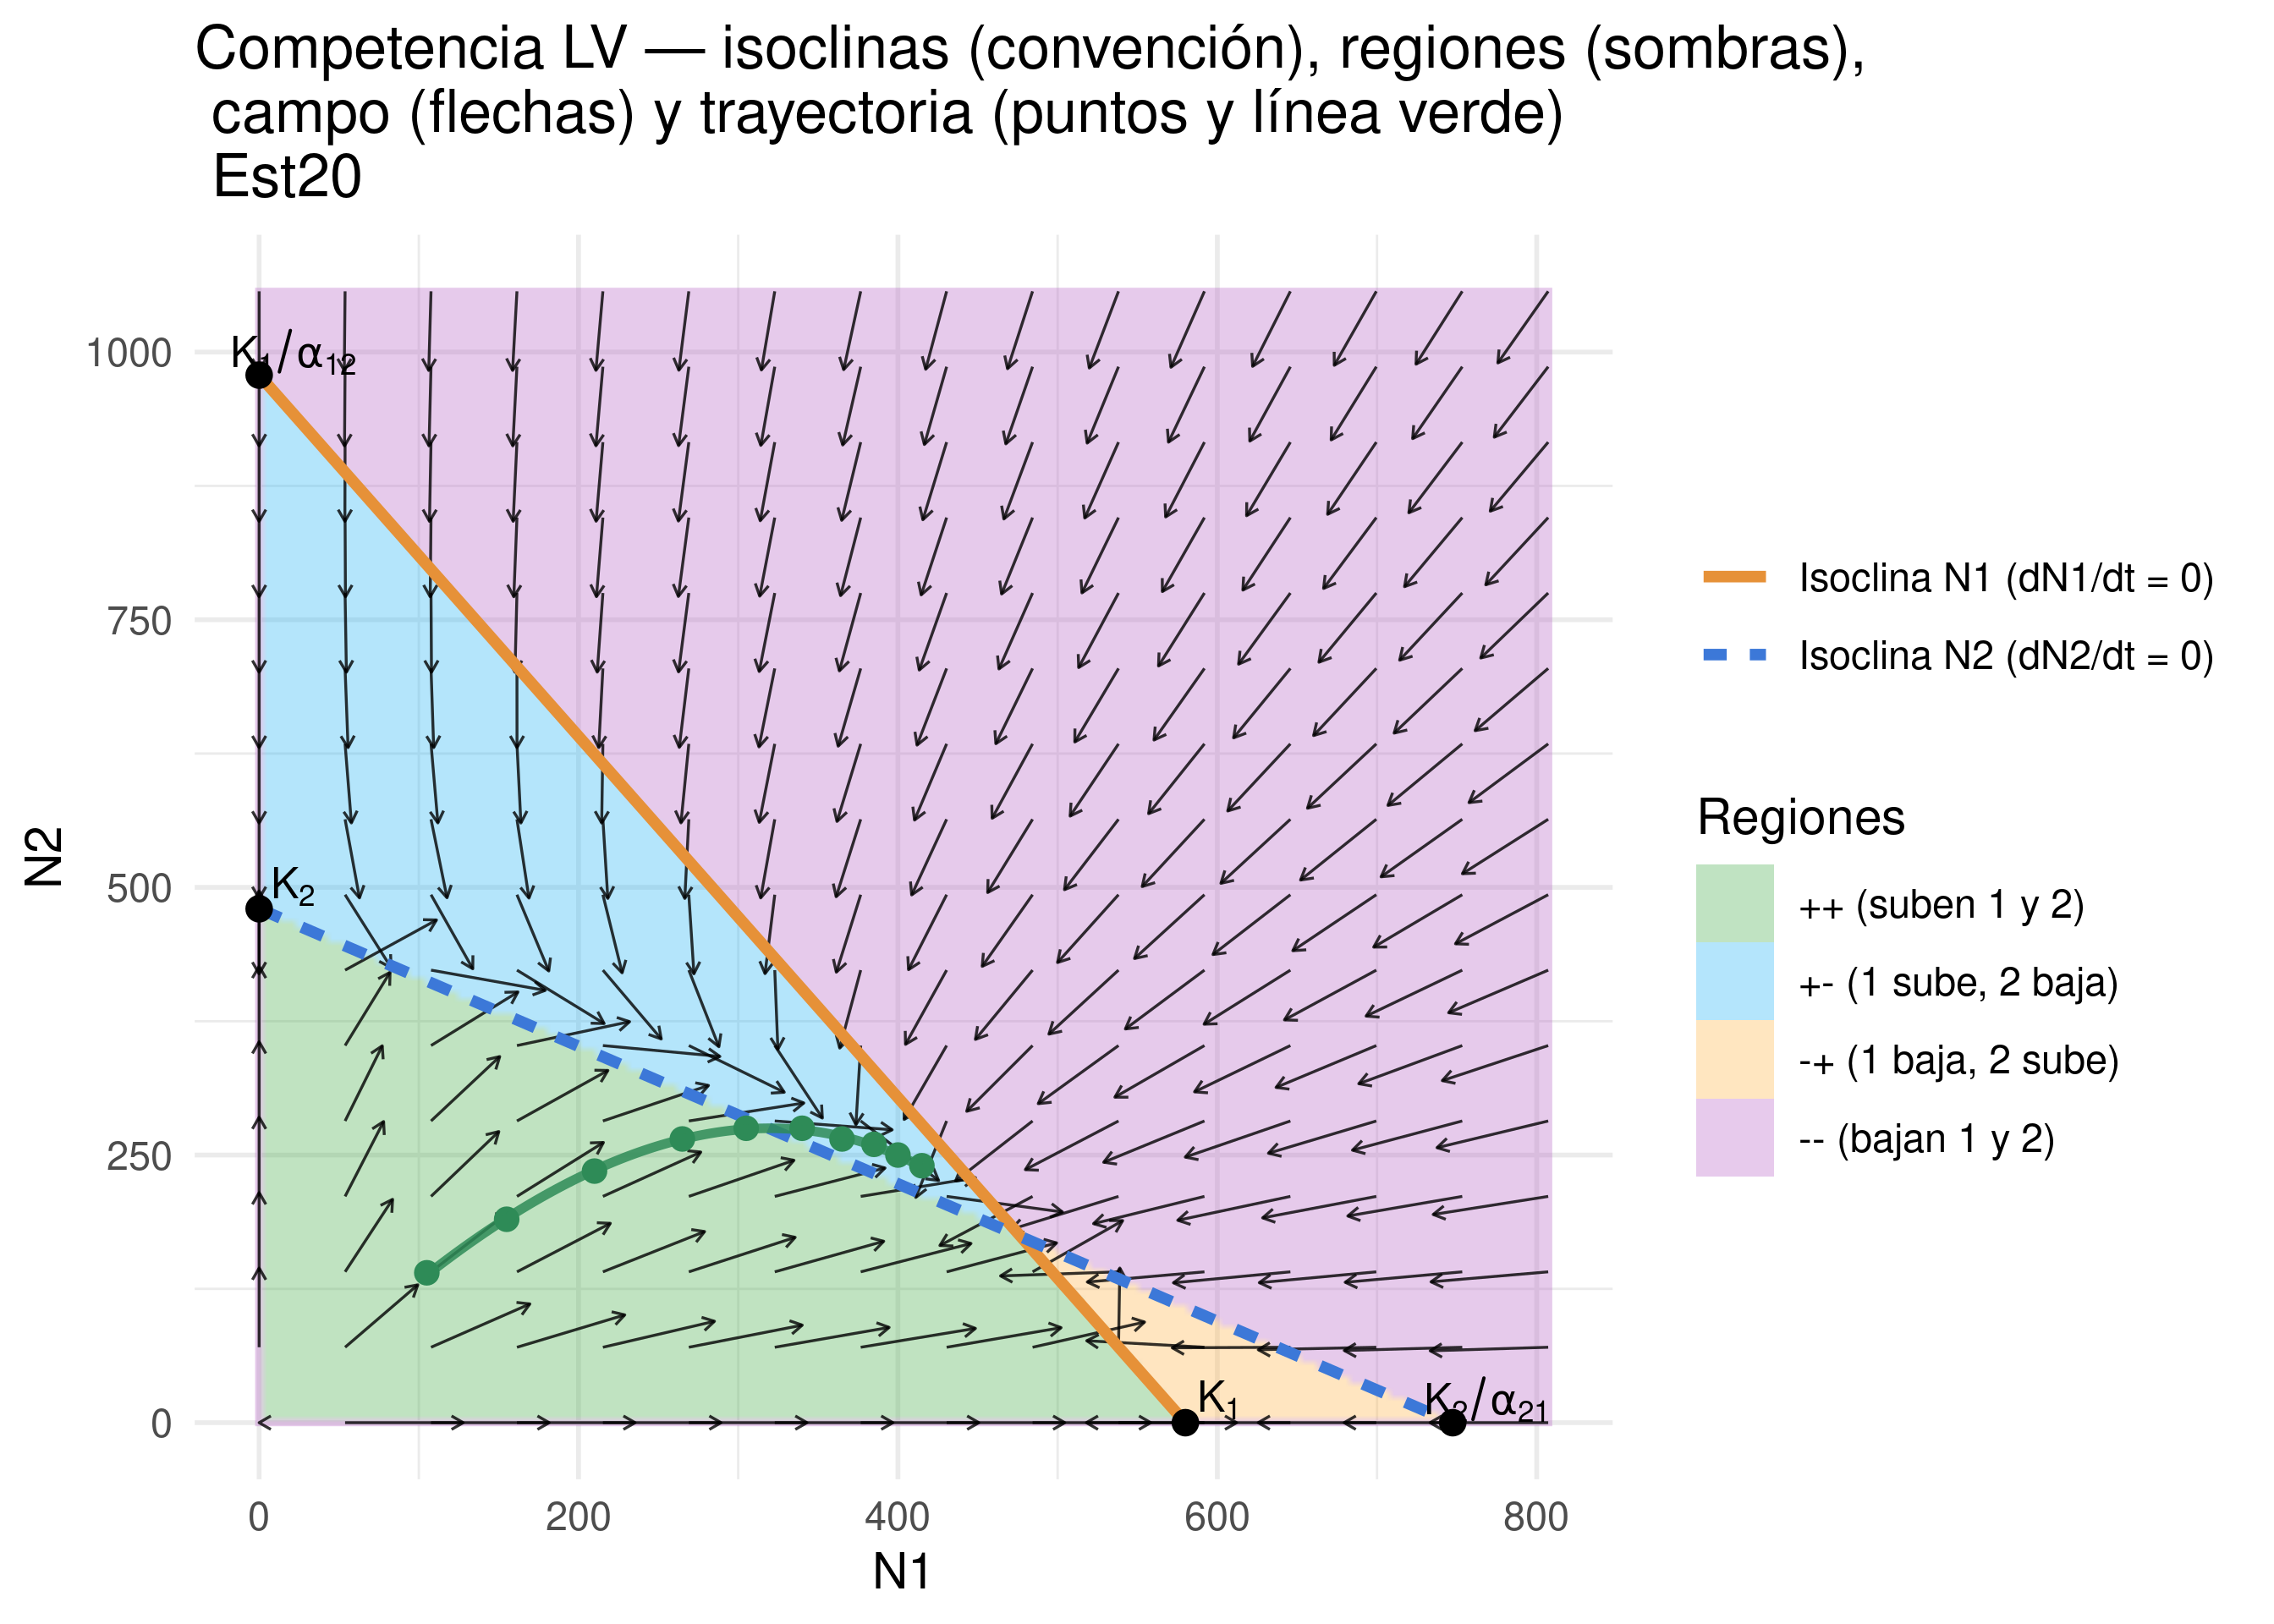 Competencia LV — isoclinas (convención), regiones (sombras),
campo (flechas) y trayectoria (puntos y línea verde)
Est20
1000
750
500
250
0
N2
K₁/α₁₂
K₂
K₁
K₂/α₂₁
0
200
400
600
800
N1
Isoclina N1 (dN1/dt = 0)
Isoclina N2 (dN2/dt = 0)
Regiones
++ (suben 1 y 2)
+- (1 sube, 2 baja)
-+ (1 baja, 2 sube)
-- (bajan 1 y 2)